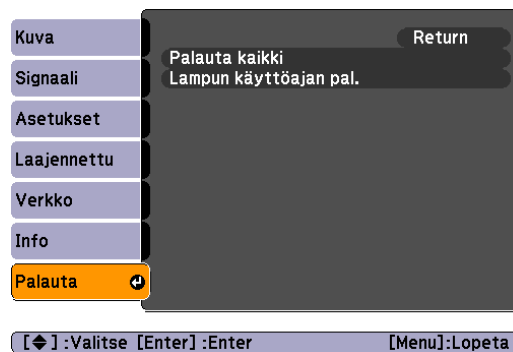 Kuva
Signaali
Asetukset
Laajennettu
Verkko
Info
Palauta
Return
Palauta kaikki
Lampun käyttöajan pal.
[◆] :Valitse [Enter] :Enter [Menu]:Lopeta